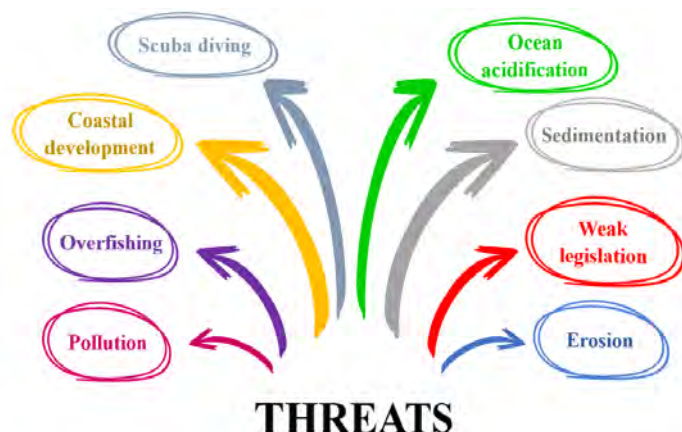 Scuba diving
Ocean
acidification
Coastal
development
Sedimentation
Overfishing
Weak
legislation
Pollution
Erosion
THREATS